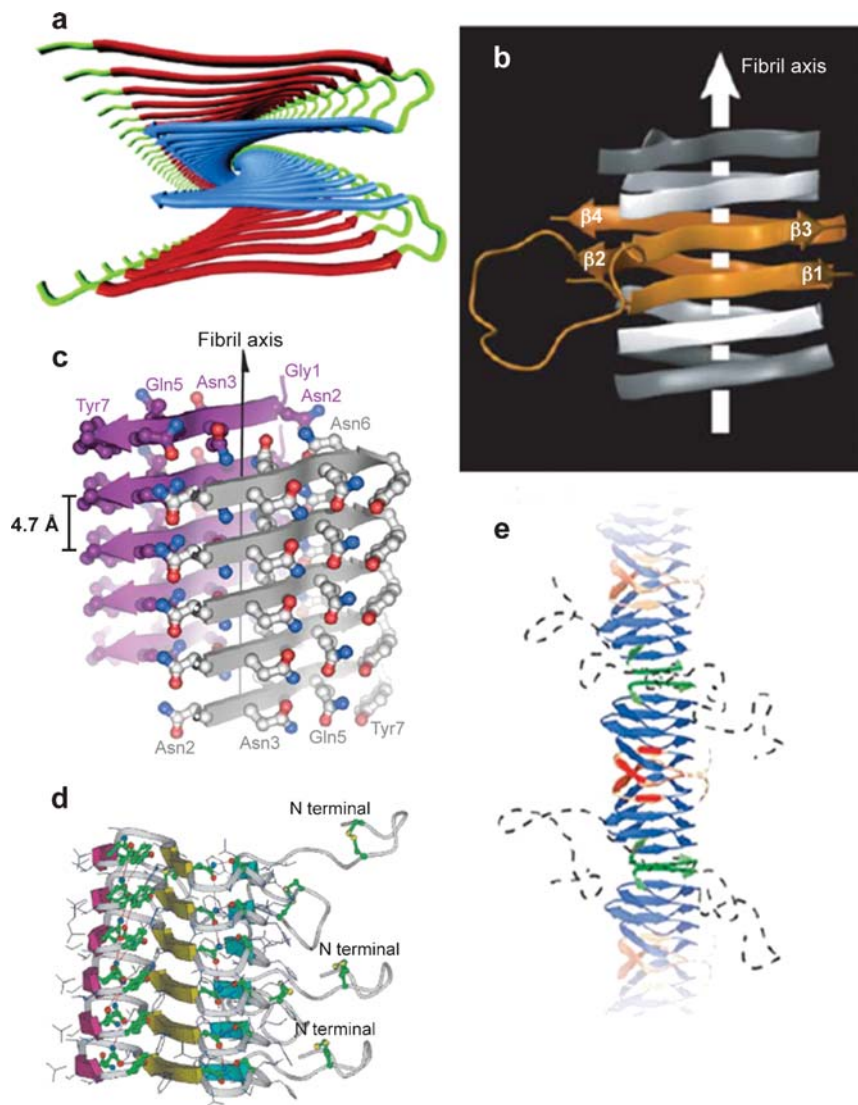 a
b
Fibril axis
β4
β3
β2
β1
c
Fibril axis
Gly1
Asn3
Gln5
Asn2
Tyr7
Asn6
4.7 Å
Asn2
Asn3
Gln5
Tyr7
d
N terminal
N terminal
N terminal
e